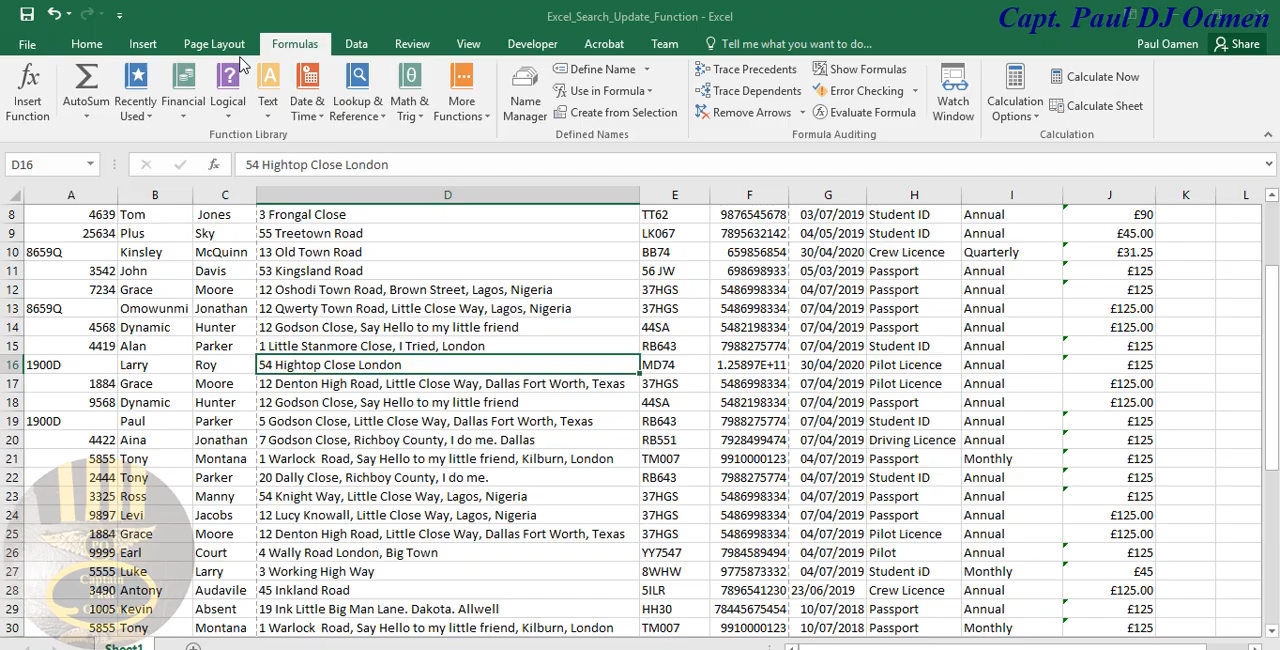 Excel_Search_Update_Function - Excel
Capt. Paul DJ Oamen
File Home Insert Page Layout Formulas Data Review View Developer Acrobat Team Tell me what you want to do... Paul Oamen Share
Insert Function
AutoSum
Recently Used
Financial
Logical
Text
Date & Time
Lookup & Reference
Math & Trig
More Functions
Function Library
Name Manager
Define Name
Use in Formula
Create from Selection
Defined Names
Trace Precedents
Trace Dependents
Remove Arrows
Show Formulas
Error Checking
Evaluate Formula
Formula Auditing
Watch Window
Calculation Options
Calculate Now
Calculate Sheet
Calculation
D16 fx 54 Hightop Close London
A B C D E F G H I J K L
8 4639 Tom Jones 3 Frongal Close TT62 9876545678 03/07/2019 Student ID Annual £90
9 25634 Plus Sky 55 Treetown Road LK067 7895632142 04/05/2019 Student ID Annual £45.00
10 8659Q Kinsley McQuinn 13 Old Town Road BB74 659856854 30/04/2020 Crew Licence Quarterly £31.25
11 3542 John Davis 53 Kingsland Road 56 JW 698698933 05/03/2019 Passport Annual £125
12 7234 Grace Moore 12 Oshodi Town Road, Brown Street, Lagos, Nigeria 37HGS 5486998334 07/04/2019 Passport Annual £125
13 8659Q Omowunmi Jonathan 12 Qwerty Town Road, Little Close Way, Lagos, Nigeria 37HGS 5486998334 07/04/2019 Passport Annual £125.00
14 4568 Dynamic Hunter 12 Godson Close, Say Hello to my little friend 44SA 5482198334 07/04/2019 Passport Annual £125.00
15 4419 Alan Parker 1 Little Stanmore Close, I Tried, London RB643 7988275774 07/04/2019 Student ID Annual £125
16 1900D Larry Roy 54 Hightop Close London MD74 1.25897E+11 30/04/2020 Pilot Licence Annual £125
17 1884 Grace Moore 12 Denton High Road, Little Close Way, Dallas Fort Worth, Texas 37HGS 5486998334 07/04/2019 Pilot Licence Annual £125.00
18 9568 Dynamic Hunter 12 Godson Close, Say Hello to my little friend 44SA 5486998334 07/04/2019 Passport Annual £125.00
19 1900D Paul Parker 5 Godson Close, Little Close Way, Dallas Fort Worth, Texas RB643 7988275774 07/04/2019 Student ID Annual £125
20 4422 Aina Jonathan 7 Godson Close, Richboy County, I do me. Dallas RB551 7928499474 07/04/2019 Driving Licence Annual £125
21 5855 Tony Montana 1 Warlock Road, Say Hello to my little friend, Kilburn, London TM007 9910000123 07/04/2019 Passport Monthly £125
22 2444 Tony Parker 20 Dally Close, Richboy County, I do me. RB643 7988275774 07/04/2019 Student ID Annual £125
23 3325 Ross Manny 54 Knight Way, Little Close Way, Lagos, Nigeria 37HGS 5486998334 07/04/2019 Passport Annual £125
24 9897 Levi Jacobs 12 Lucy Knowall, Little Close Way, Lagos, Nigeria 37HGS 5486998334 07/04/2019 Passport Annual £125.00
25 1884 Grace Moore 12 Denton High Road, Little Close Way, Dallas Fort Worth, Texas 37HGS 5486998334 07/04/2019 Pilot Licence Annual £125.00
26 9999 Earl Court 4 Wally Road London, Big Town YY7547 7984589494 04/07/2019 Pilot Annual £125
27 5555 Luke Larry 3 Working High Way 8WHW 9775873332 04/07/2019 Student iD Monthly £45
28 3490 Antony Audavile 45 Inkland Road 5ILR 7896541230 23/06/2019 Crew Licence Annual £125.00
29 1005 Kevin Absent 19 Ink Little Big Man Lane. Dakota. Allwell HH30 78445675454 10/07/2018 Passport Annual £125
30 5855 Tony Montana 1 Warlock Road, Say Hello to my little friend, Kilburn, London TM007 9910000123 10/07/2018 Passport Monthly £125
Captain
Sheet1